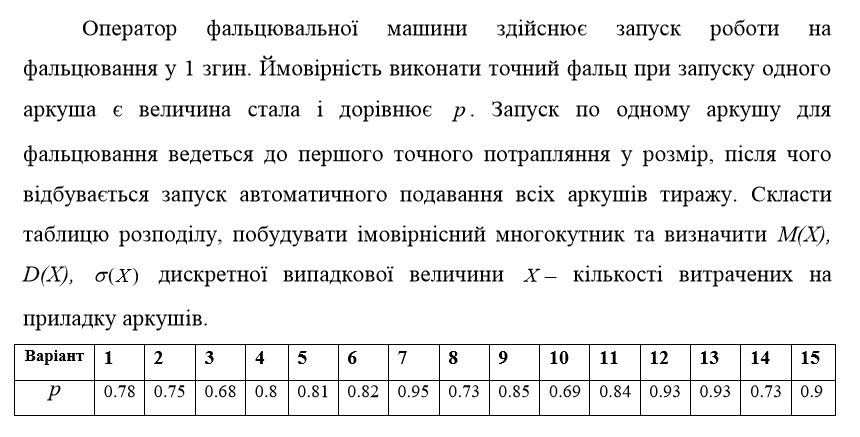 Оператор фальцювальної машини здійснює запуск роботи на
фальцювання у 1 згин. Ймовірність виконати точний фальц при запуску одного
аркуша є величина стала і дорівнює p. Запуск по одному аркушу для
фальцювання ведеться до першого точного потрапляння у розмір, після чого
відбувається запуск автоматичного подавання всіх аркушів тиражу. Скласти
таблицю розподілу, побудувати імовірнісний многокутник та визначити M(X),
D(X), σ(X) дискретної випадкової величини X – кількості витрачених на
приладку аркушів.
Варіант 1 2 3 4 5 6 7 8 9 10 11 12 13 14 15
p 0.78 0.75 0.68 0.8 0.81 0.82 0.95 0.73 0.85 0.69 0.84 0.93 0.93 0.73 0.9